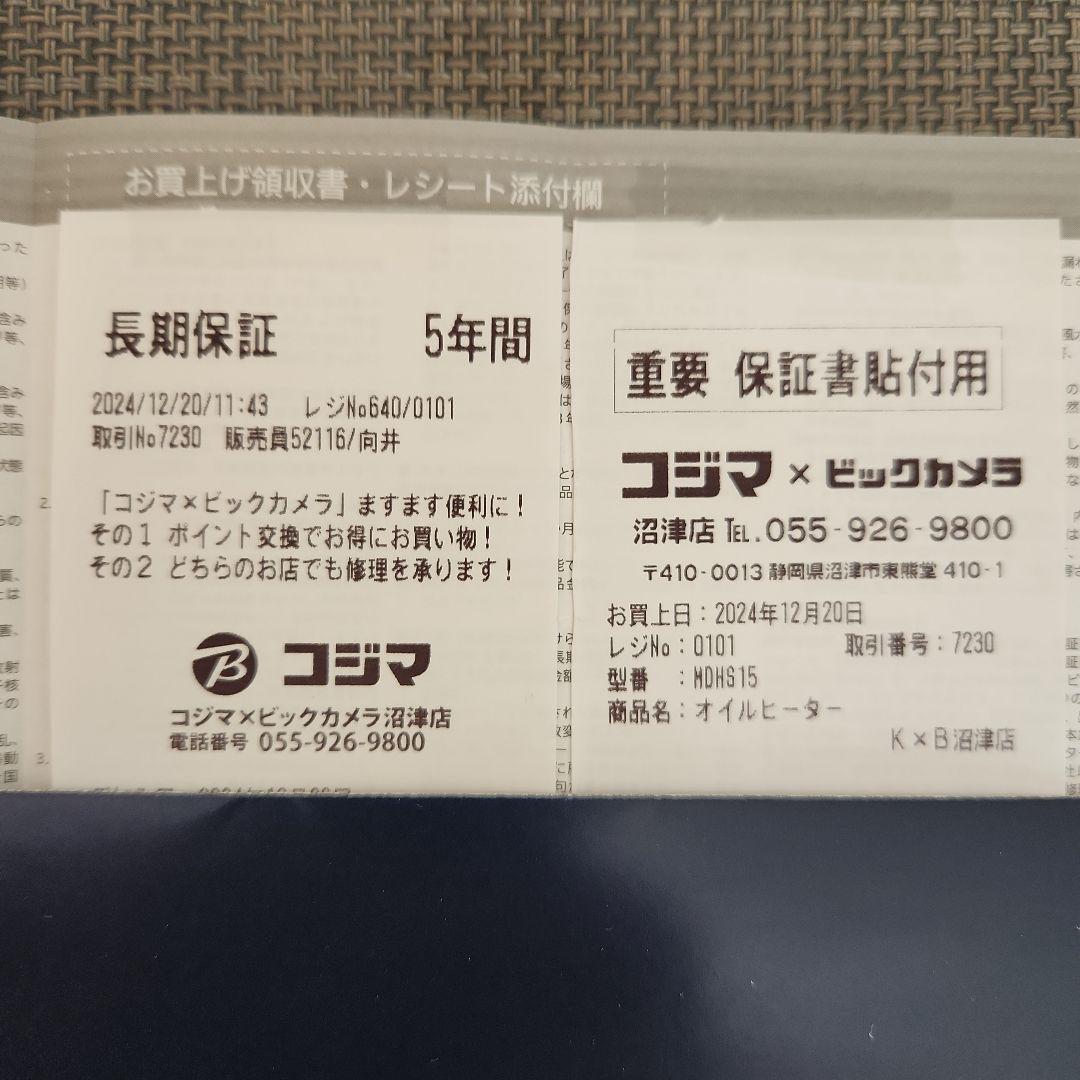 お買上げ領収書・レシート添付欄
長期保証 5年間
2024/12/20/11:43 レジNo640/0101
取引No7230 販売員52116/向井
「コジマ×ビックカメラ」ますます便利に!
その1 ポイント交換でお得にお買い物!
その2 どちらのお店でも修理を承ります!
B コジマ
コジマ×ビックカメラ沼津店
電話番号 055-926-9800
重要 保証書貼付用
コジマ×ビックカメラ
沼津店 TEL.055-926-9800
〒410-0013 静岡県沼津市東熊堂 410-1
お買上日:2024年12月20日
レジNo:0101 取引番号:7230
型番 :MDHS15
商品名:オイルヒーター
K×B沼津店